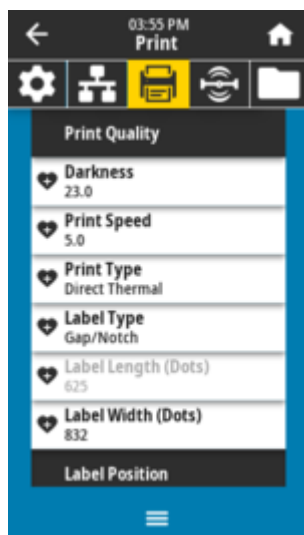 03:55 PM
Print
Print Quality
Darkness
23.0
Print Speed
5.0
Print Type
Direct Thermal
Label Type
Gap/Notch
Label Length (Dots)
625
Label Width (Dots)
832
Label Position